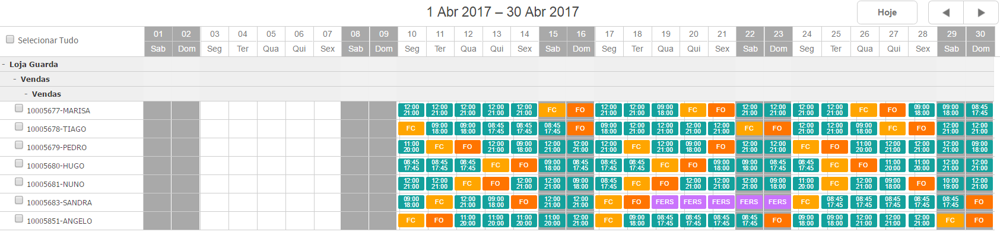 1 Abr 2017 – 30 Abr 2017 Hoje
01 02 03 04 05 06 07 08 09 10 11 12 13 14 15 16 17 18 19 20 21 22 23 24 25 26 27 28 29 30
Selecionar Tudo
Sab Dom Seg Ter Qua Qui Sex Sab Dom Seg Ter Qua Qui Sex Sab Dom Seg Ter Qua Qui Sex Sab Dom Seg Ter Qua Qui Sex Sab Dom
- Loja Guarda
- Vendas
- Vendas
12:00 12:00 12:00 12:00 12:00 FC FO 12:00 12:00 09:00 FC FO 12:00 12:00 12:00 12:00 FC FO 09:00 09:00 08:45
10005677-MARISA
21:00 21:00 21:00 21:00 21:00 21:00 21:00 18:00 21:00 21:00 21:00 21:00 18:00 18:00 17:45
FC 09:00 09:00 08:45 08:45 08:45 FO 09:00 12:00 12:00 12:00 12:00 FC FO 12:00 12:00 09:00 FC FO 12:00 12:00
10005678-TIAGO
18:00 18:00 17:45 17:45 17:45 18:00 21:00 21:00 21:00 21:00 21:00 21:00 18:00 21:00 21:00
11:00 FC FO 12:00 09:00 12:00 12:00 12:00 FC 12:00 09:00 FO 12:00 12:00 FC FO 11:00 12:00 12:00 12:00 09:00
10005679-PEDRO
20:00 21:00 18:00 21:00 21:00 21:00 21:00 18:00 21:00 21:00 20:00 21:00 21:00 21:00 18:00
08:45 08:45 08:45 FC FO 09:00 08:45 08:45 08:45 FC FO 09:00 09:00 08:45 08:45 FC FO 11:00 11:00 12:00 12:00
10005680-HUGO
17:45 17:45 17:45 18:00 17:45 17:45 17:45 18:00 18:00 17:45 17:45 20:00 20:00 21:00 21:00
12:00 12:00 FC FO 12:00 12:00 09:00 08:45 FC FO 12:00 12:00 12:00 09:00 11:00 FC 12:00 09:00 FO 10:00 12:00
10005681-NUNO
21:00 21:00 21:00 21:00 18:00 17:45 21:00 21:00 21:00 18:00 20:00 21:00 18:00 19:00 21:00
09:00 FC 12:00 09:00 FO 12:00 12:00 FC FO FERS FERS FERS FERS FERS FC 08:45 08:45 08:45 08:45 08:45 FO
10005683-SANDRA
18:00 21:00 18:00 21:00 21:00 17:45 17:45 17:45 17:45 17:45
FC FO 11:00 11:00 11:00 11:00 12:00 FC 09:00 08:45 08:45 08:45 08:45 FO 09:00 09:00 12:00 12:00 12:00 FC FO
10005851-ANGELO
20:00 20:00 20:00 20:00 21:00 18:00 17:45 17:45 17:45 17:45 18:00 18:00 21:00 21:00 21:00